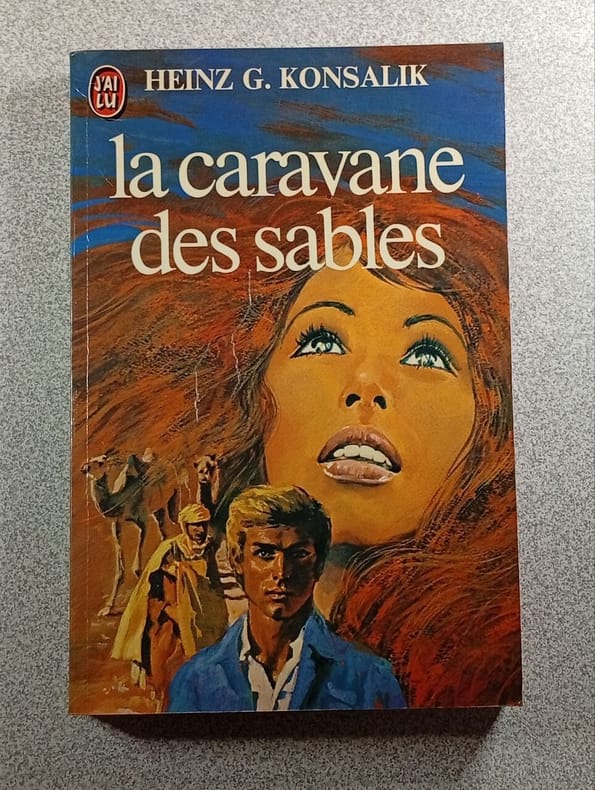 J'AI
LU
HEINZ G. KONSALIK
la caravane
des sables